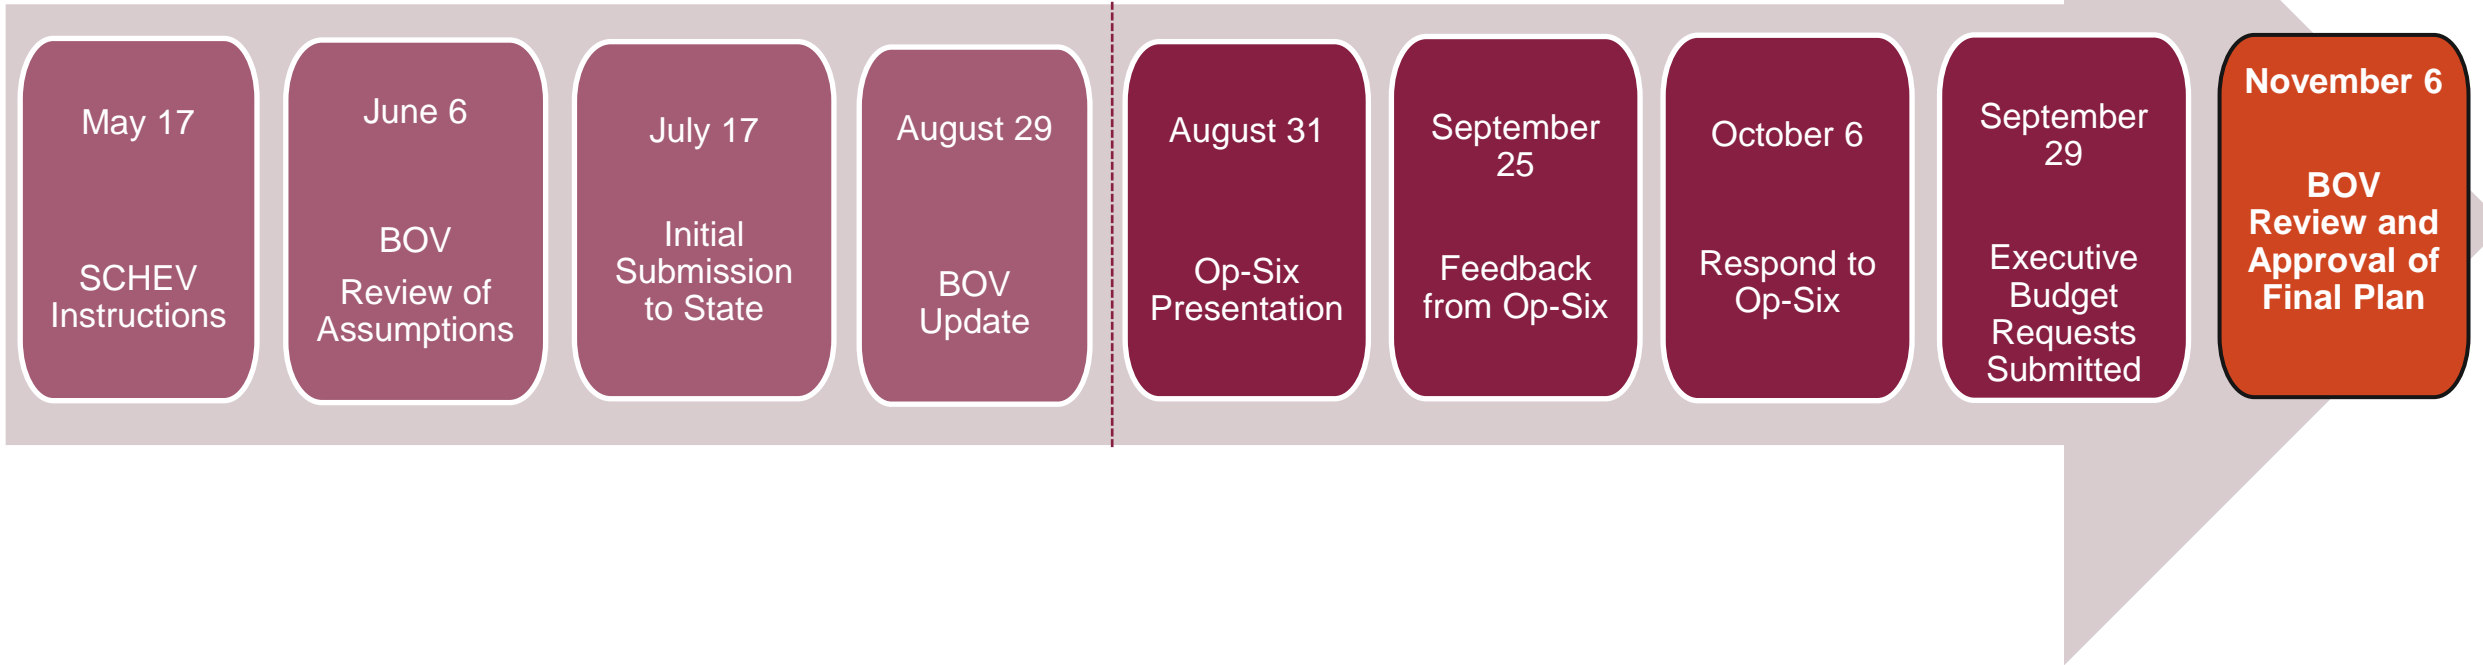 May 17
SCHEV
Instructions
June 6
BOV
Review of
Assumptions
July 17
Initial
Submission
to State
August 29
BOV
Update
August 31
Op-Six
Presentation
September
25
Feedback
from Op-Six
October 6
Respond to
Op-Six
September
29
Executive
Budget
Requests
Submitted
November 6
BOV
Review and
Approval of
Final Plan